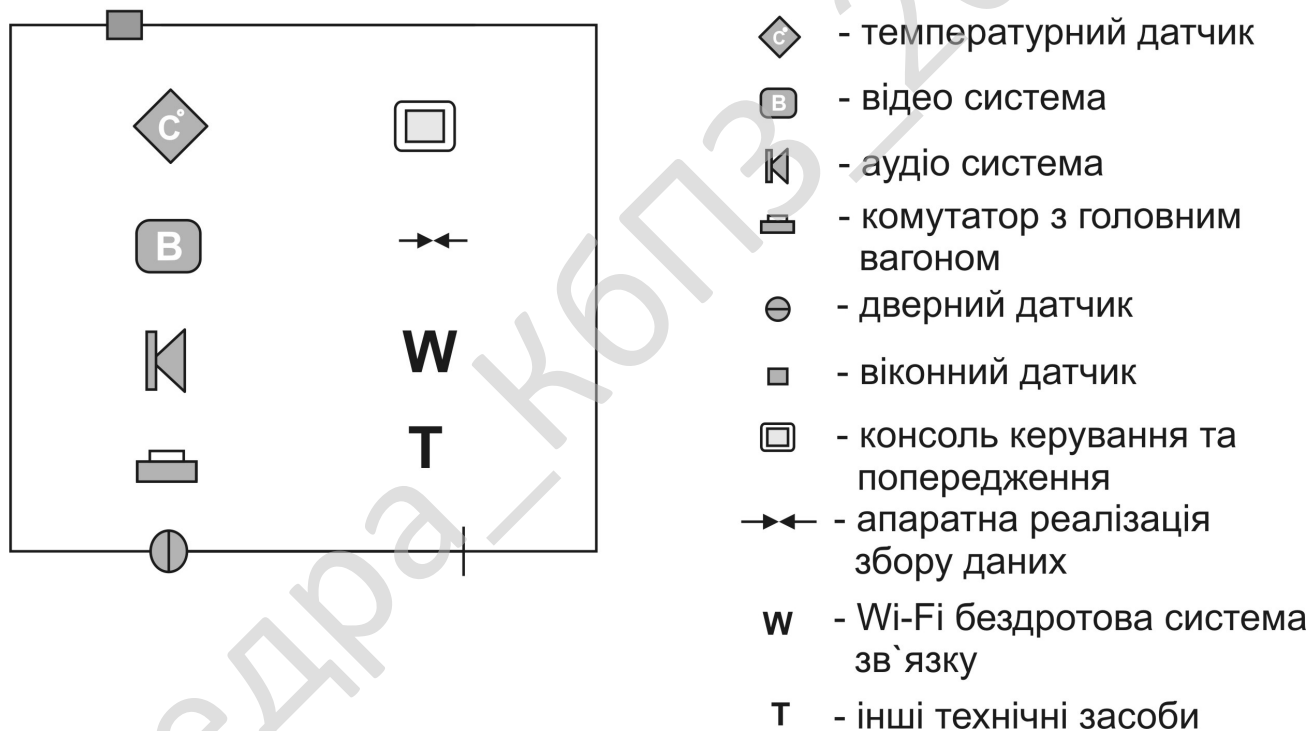 C°
B
W
T
C° - температурний датчик
B - відео система
- аудіо система
- комутатор з головним
вагоном
- дверний датчик
- віконний датчик
- консоль керування та
попередження
- апаратна реалізація
збору даних
W - Wi-Fi бездротова система
зв`язку
T - інші технічні засоби
едра_КбПЗ_2